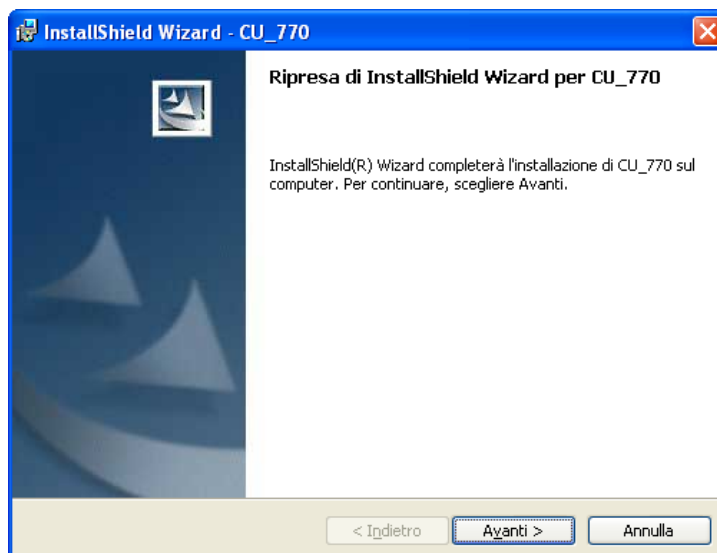 InstallShield Wizard - CU_770
Ripresa di InstallShield Wizard per CU_770
InstallShield(R) Wizard completerà l'installazione di CU_770 sul
computer. Per continuare, scegliere Avanti.
< Indietro
Avanti >
Annulla